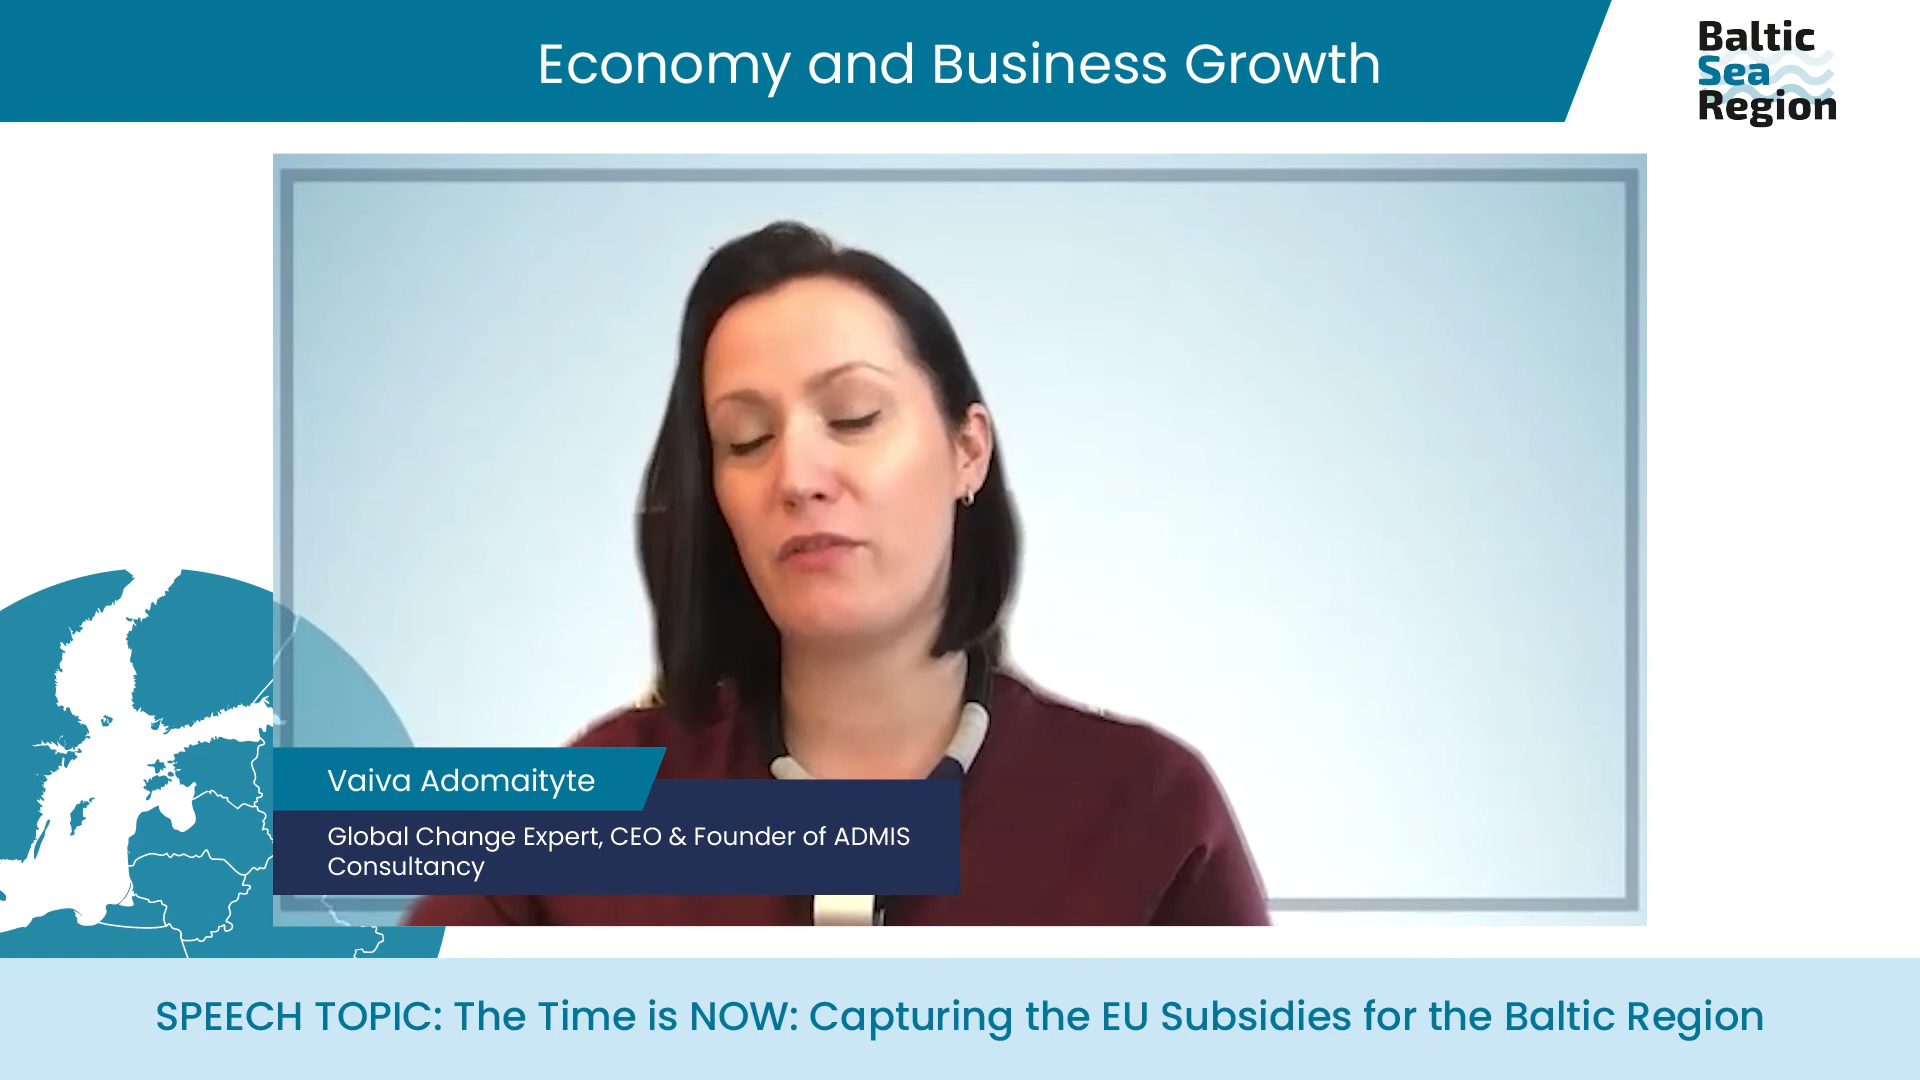 Economy and Business Growth
Baltic
Sea
Region
Vaiva Adomaityte
Global Change Expert, CEO & Founder of ADMIS
Consultancy
SPEECH TOPIC: The Time is NOW: Capturing the EU Subsidies for the Baltic Region